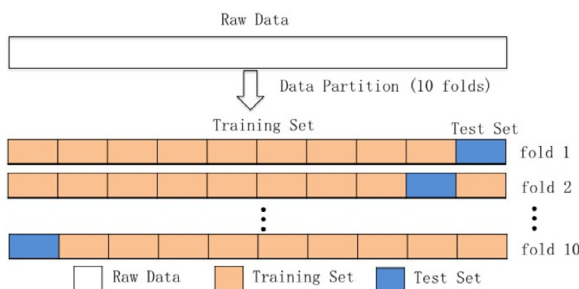 Raw Data
Data Partition (10 folds)
Training Set
Test Set
fold 1
fold 2
fold 10
Raw Data
Training Set
Test Set